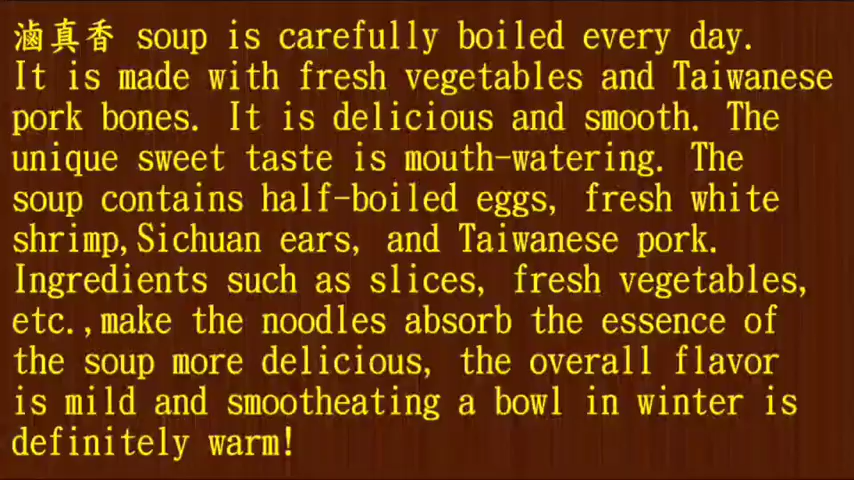 滷真香 soup is carefully boiled every day.
It is made with fresh vegetables and Taiwanese
pork bones. It is delicious and smooth. The
unique sweet taste is mouth-watering. The
soup contains half-boiled eggs, fresh white
shrimp,Sichuan ears, and Taiwanese pork.
Ingredients such as slices, fresh vegetables,
etc.,make the noodles absorb the essence of
the soup more delicious, the overall flavor
is mild and smootheating a bowl in winter is
definitely warm!